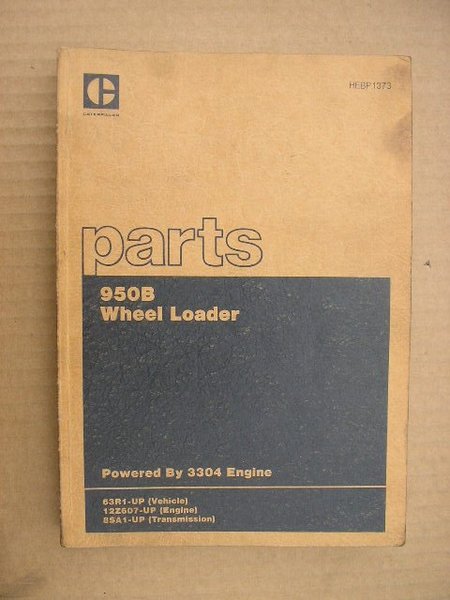 HEBP1373
CATERPILLAR
parts
950B
Wheel Loader
Powered By 3304 Engine
63R1-UP (Vehicle)
12Z607-UP (Engine)
8SA1-UP (Transmission)